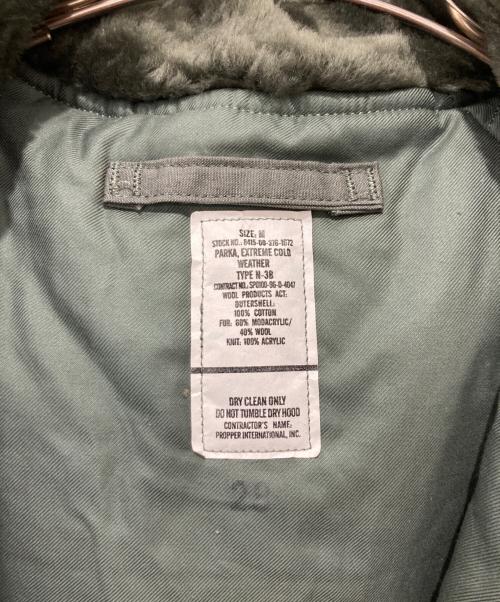 SIZE: M
STOCK NO.: 8415-00-376-1672
PARKA, EXTREME COLD
WEATHER
TYPE N-3B
CONTRACT NO.: SPO100-96-D-4047
WOOL PRODUCTS ACT:
OUTERSHELL:
100% COTTON
FUR: 60% MODACRYLIC/
40% WOOL
KNIT: 100% ACRYLIC
DRY CLEAN ONLY
DO NOT TUMBLE DRY HOOD
CONTRACTOR'S NAME:
PROPPER INTERNATIONAL, INC.